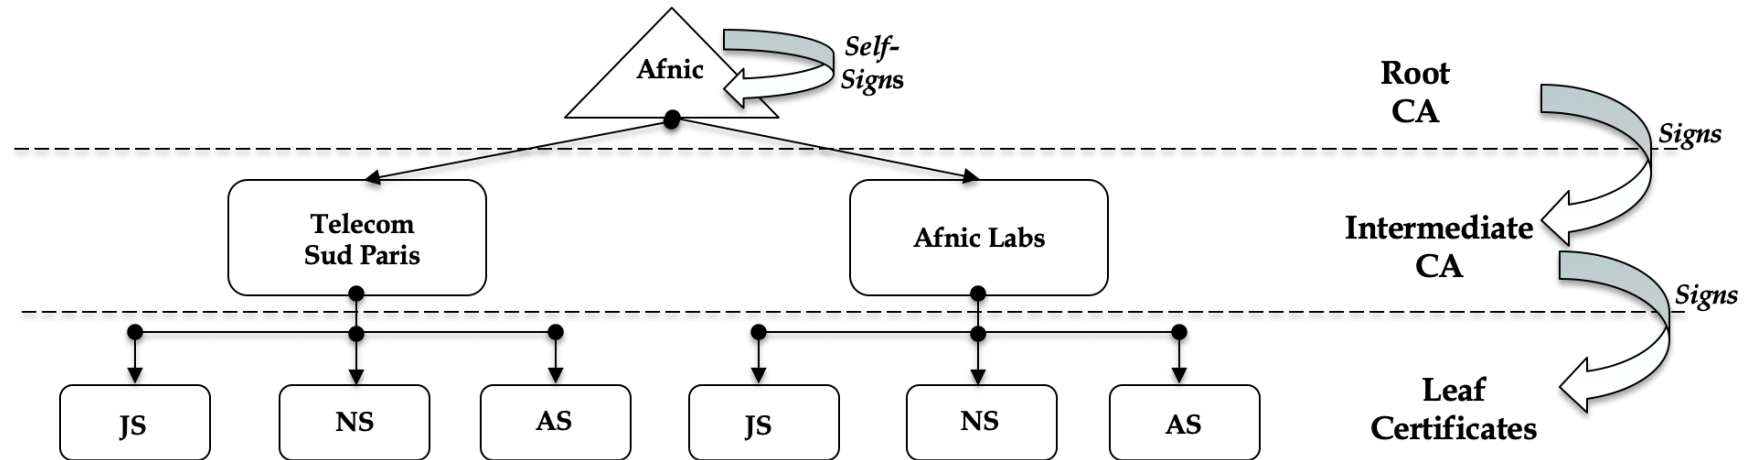 Afnic
Self-
Signs
Root
CA
Signs
Telecom
Sud Paris
Afnic Labs
Intermediate
CA
Signs
JS
NS
AS
JS
NS
AS
Leaf
Certificates